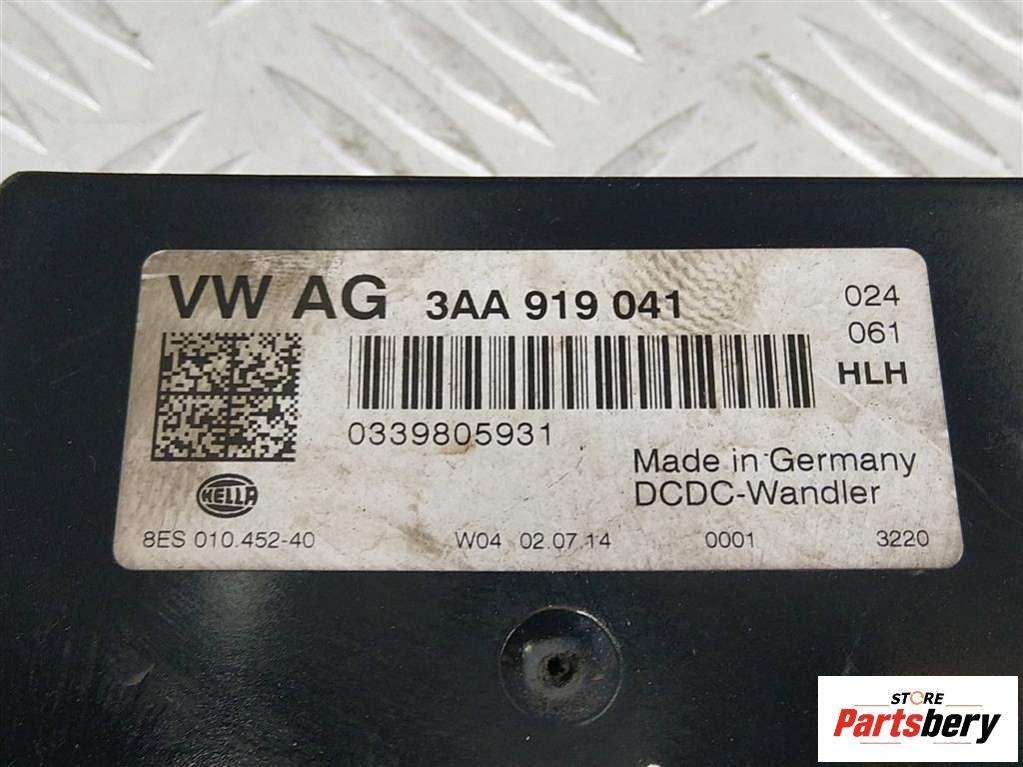 VW AG 3AA 919 041 024
061
HLH
0339805931
Made in Germany
DCDC-Wandler
HELLA
8ES 010.452-40 W04 02.07.14 0001 3220
STORE
Partsbery